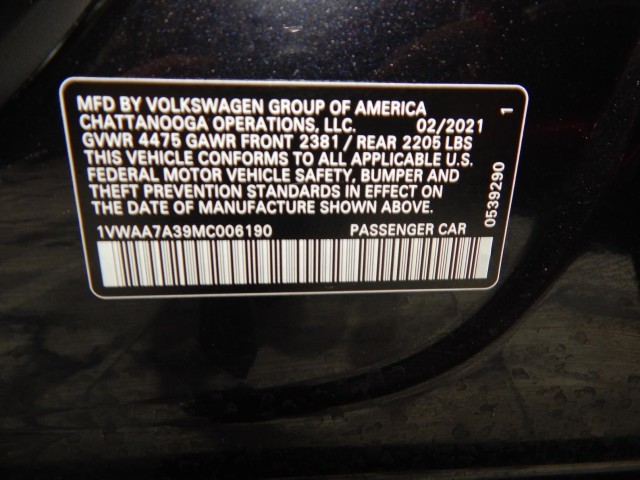 MFD BY VOLKSWAGEN GROUP OF AMERICA
CHATTANOOGA OPERATIONS, LLC. 02/2021
GVWR 4475 GAWR FRONT 2381 / REAR 2205 LBS
THIS VEHICLE CONFORMS TO ALL APPLICABLE U.S.
FEDERAL MOTOR VEHICLE SAFETY, BUMPER AND
THEFT PREVENTION STANDARDS IN EFFECT ON
THE DATE OF MANUFACTURE SHOWN ABOVE.
1VWAA7A39MC006190 PASSENGER CAR
0539290 1